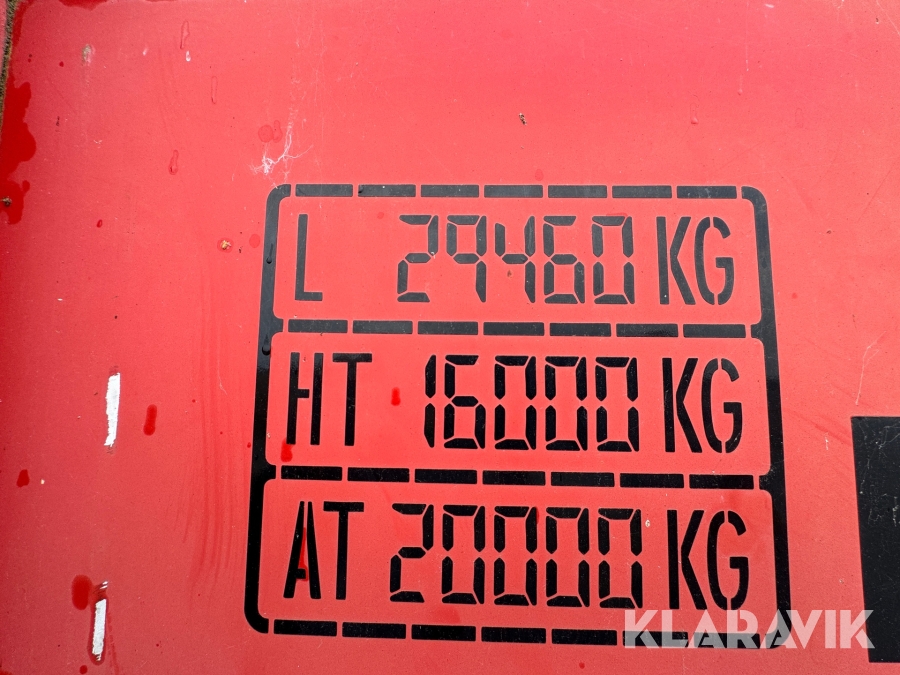 L 29460 KG
HT 16000 KG
AT 20000 KG
KLARAVIK